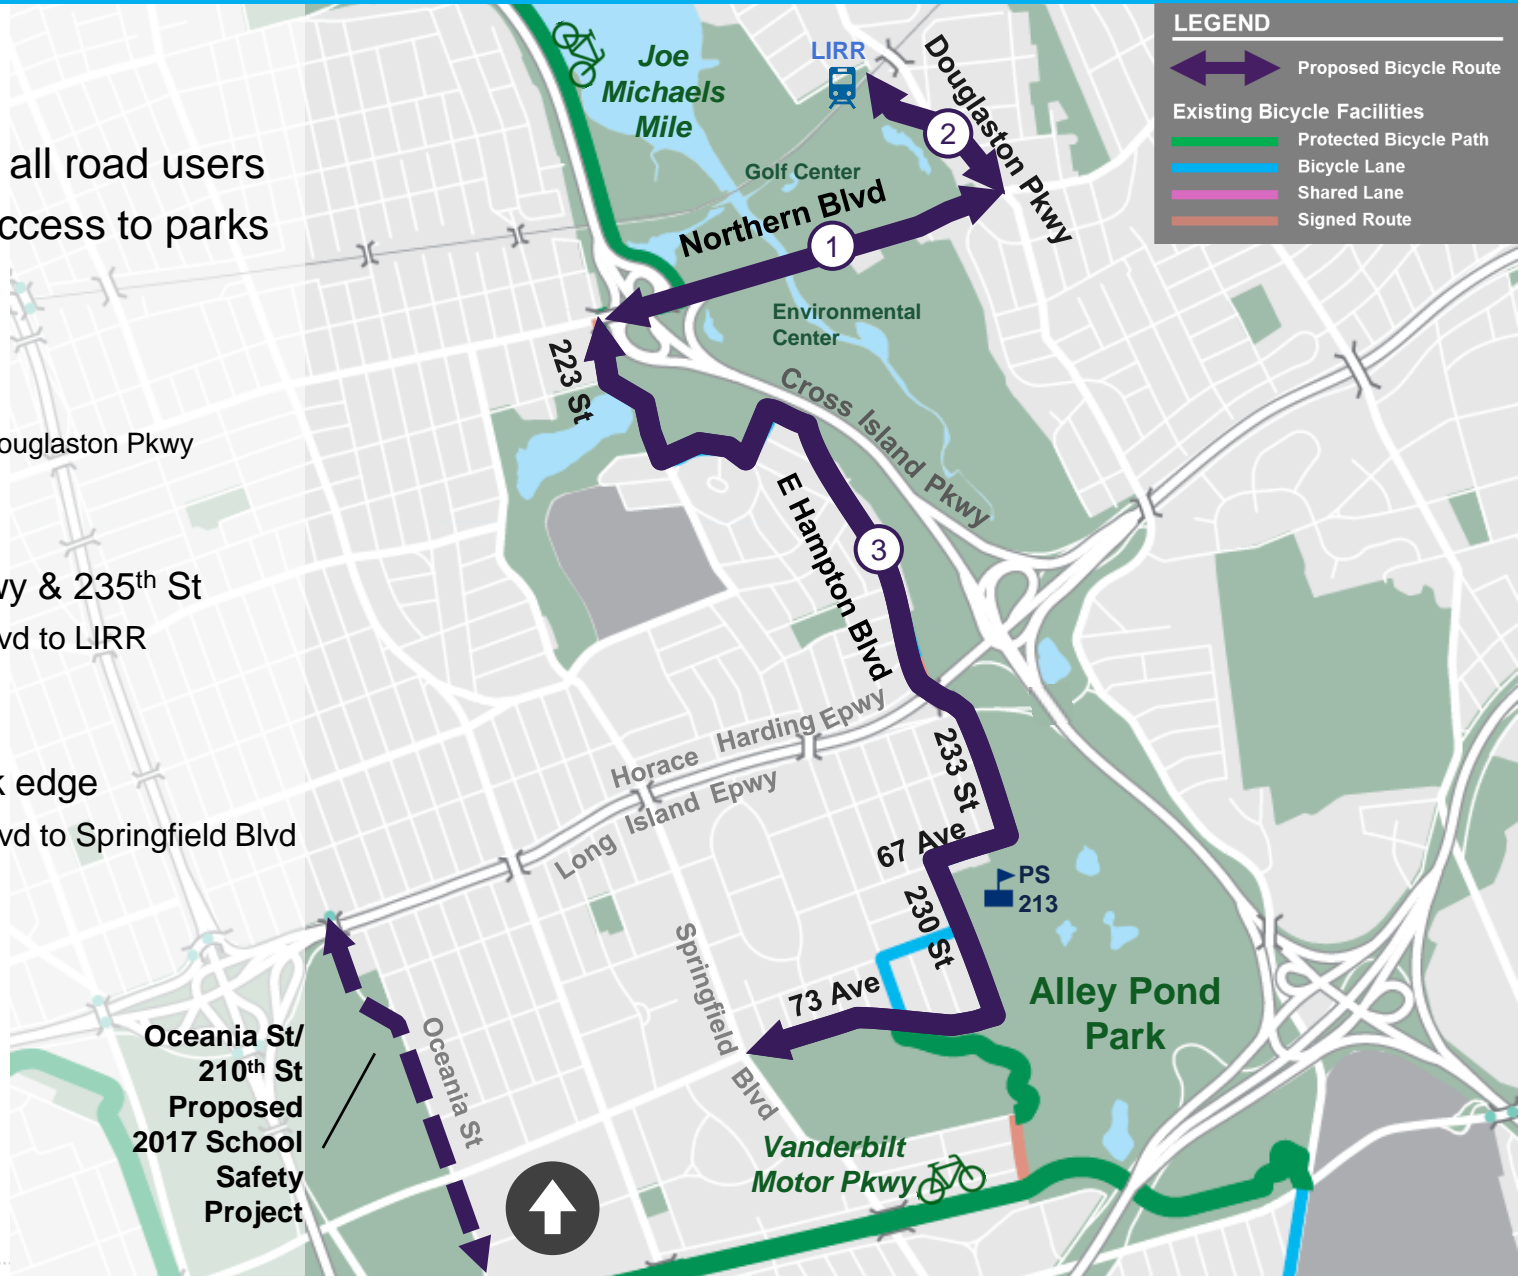 all road users
ccess to parks
ouglaston Pkwy
wy & 235th St
vd to LIRR
k edge
vd to Springfield Blvd
LEGEND
Proposed Bicycle Route
Existing Bicycle Facilities
Protected Bicycle Path
Bicycle Lane
Shared Lane
Signed Route
Joe
Michaels
Mile
LIRR
Douglaston Pkwy
2
Golf Center
Northern Blvd
1
Environmental
Center
223 St
Cross Island Pkwy
E Hampton Blvd
3
Horace Harding Epwy
Long Island Epwy
233 St
67 Ave
PS
213
230 St
73 Ave
Springfield Blvd
Alley Pond
Park
Oceania St/
210th St
Proposed
2017 School
Safety
Project
Oceania St
Vanderbilt
Motor Pkwy